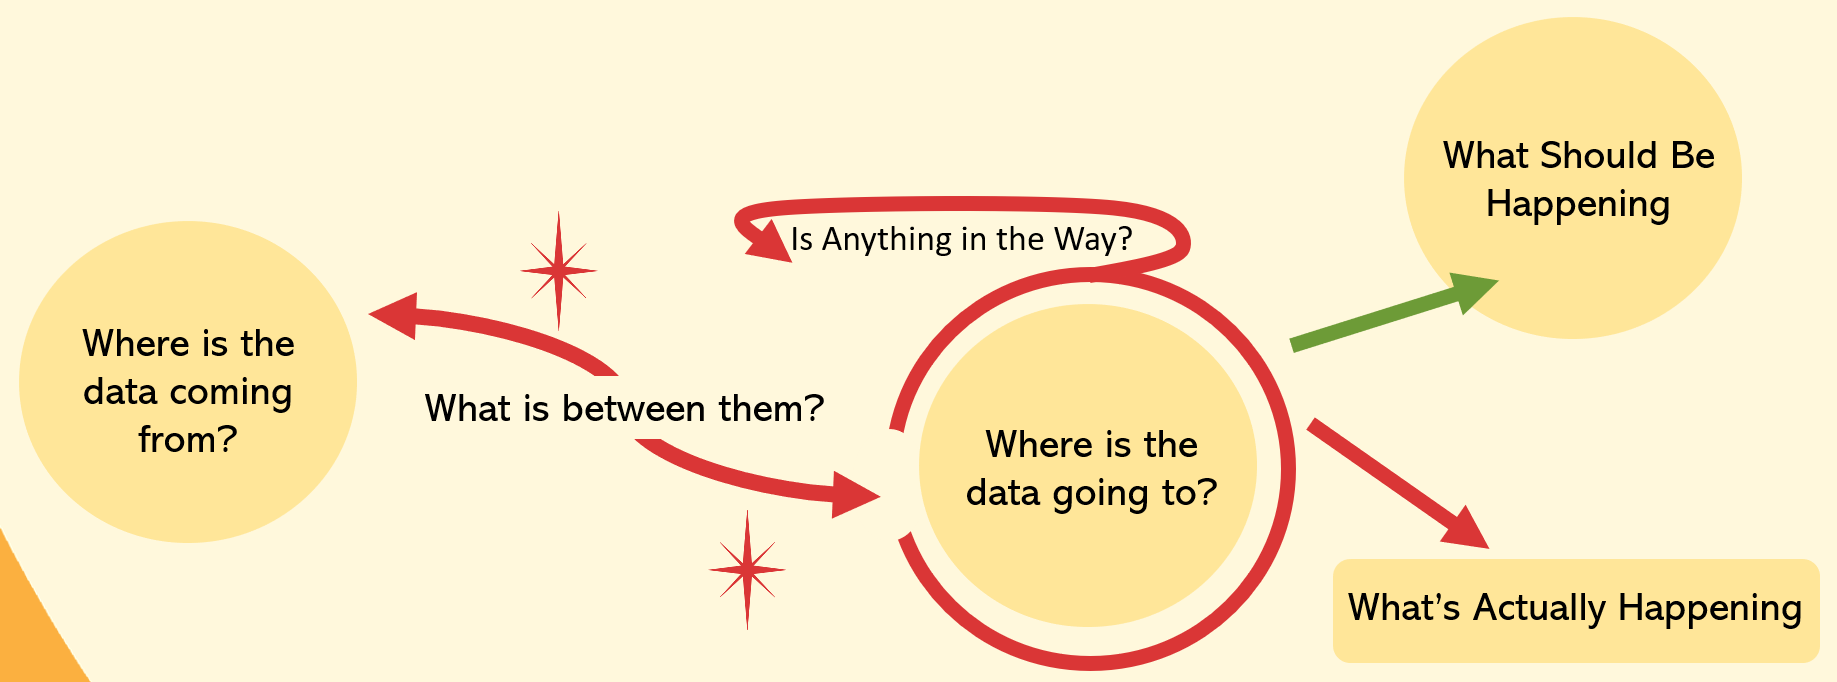 Where is the
data coming
from?
What is between them?
Is Anything in the Way?
Where is the
data going to?
What Should Be
Happening
What's Actually Happening